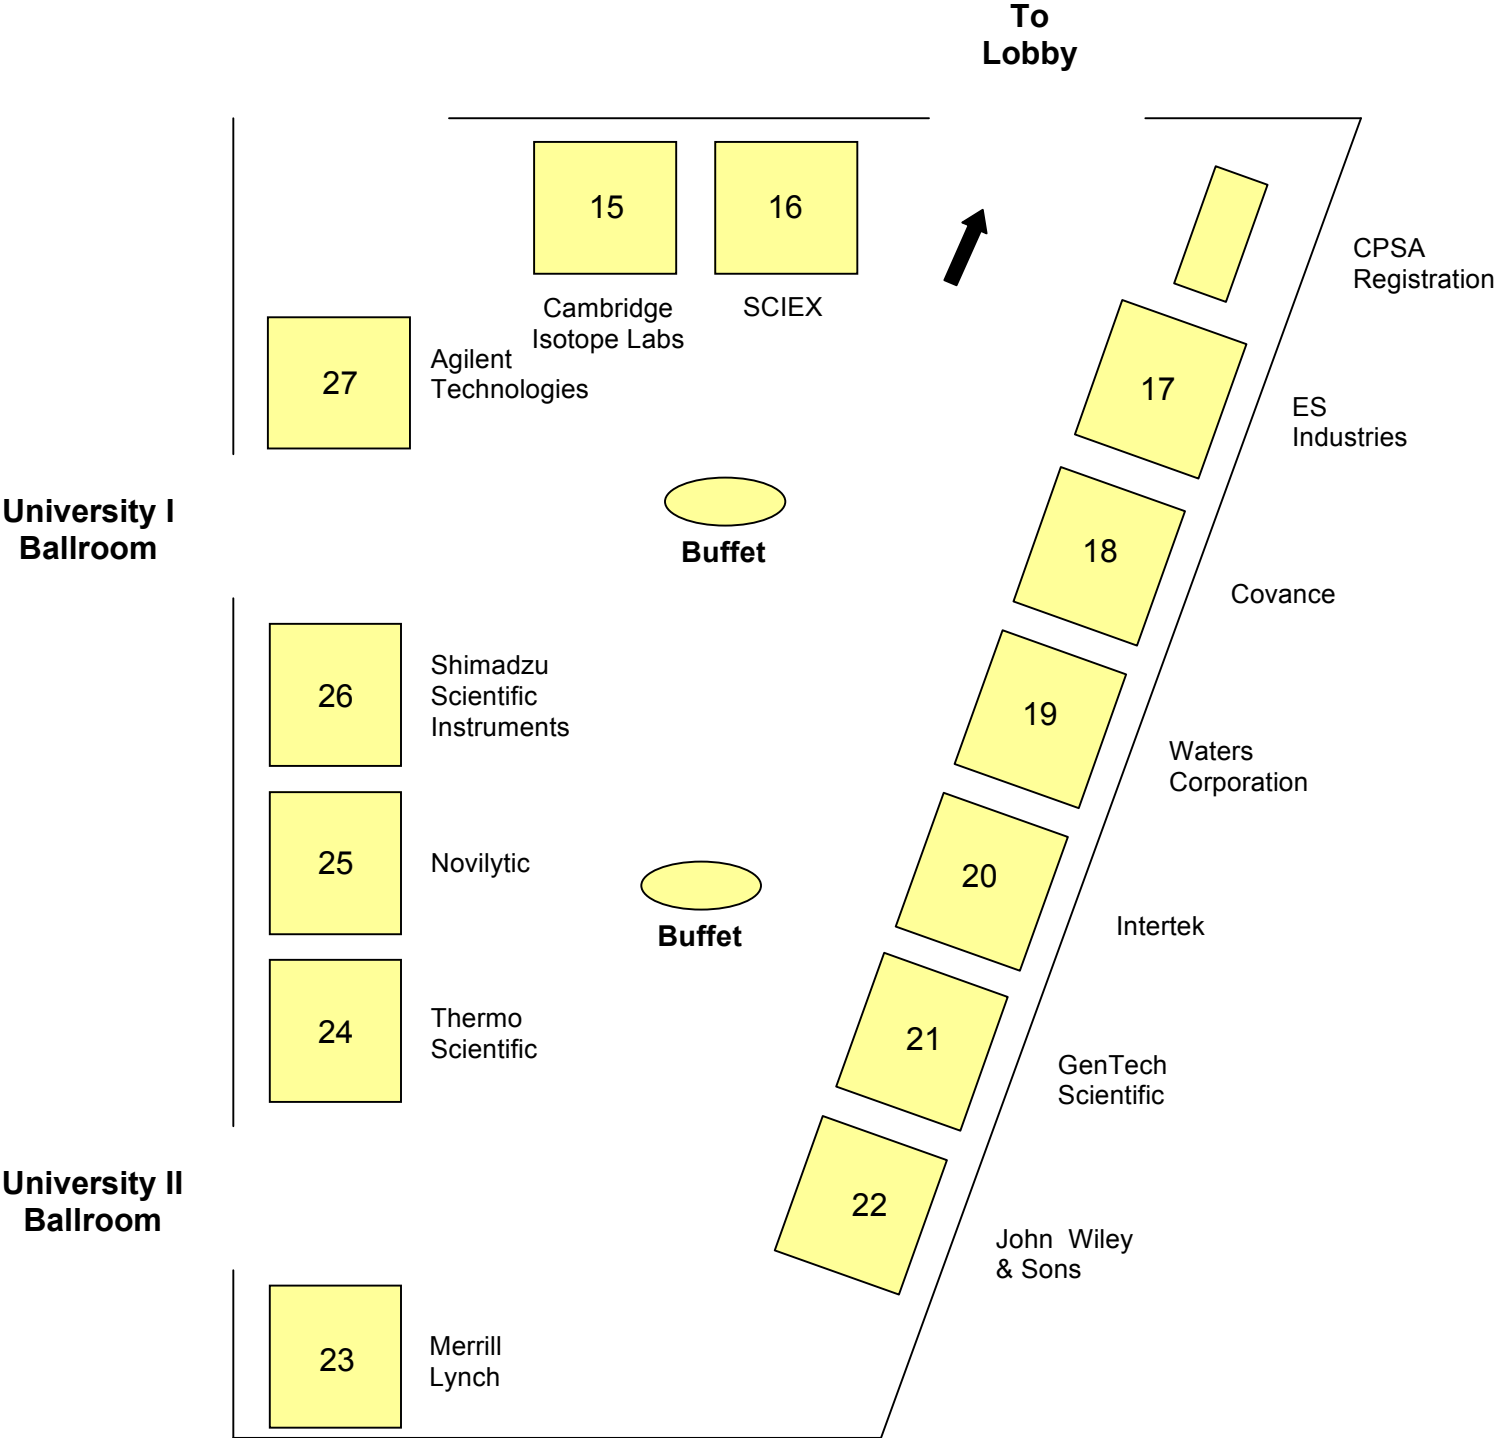 To
Lobby
15
16
Cambridge
Isotope Labs
SCIEX
CPSA
Registration
27
Agilent
Technologies
17
ES
Industries
University I
Ballroom
Buffet
18
Covance
26
Shimadzu
Scientific
Instruments
19
Waters
Corporation
25
Novilytic
Buffet
20
Intertek
24
Thermo
Scientific
21
GenTech
Scientific
University II
Ballroom
22
John  Wiley
& Sons
23
Merrill
Lynch